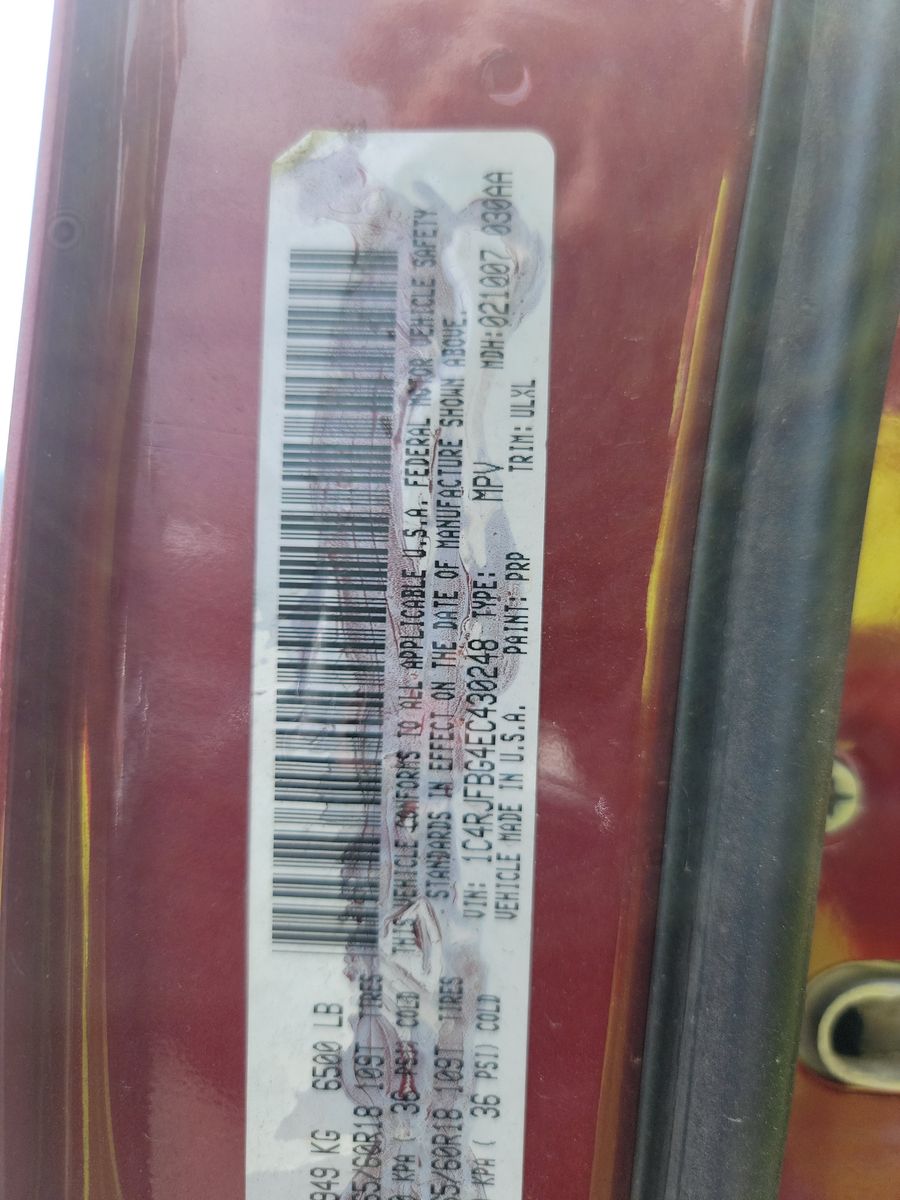 949 KG 6500 LB
55/60R18 109T TIRES
KPA ( 36 PSI) COLD
5/60R18 109T TIRES
KPA ( 36 PSI) COLD
THIS VEHICLE CONFORMS TO ALL APPLICABLE U.S.A. FEDERAL MOTOR VEHICLE SAFETY
STANDARDS IN EFFECT ON THE DATE OF MANUFACTURE SHOWN ABOVE.
VIN: 1C4RJFBG4EC430248 TYPE: MPV MDH:021007 030AA
VEHICLE MADE IN U.S.A. PAINT: PRP TRIM: ULXL